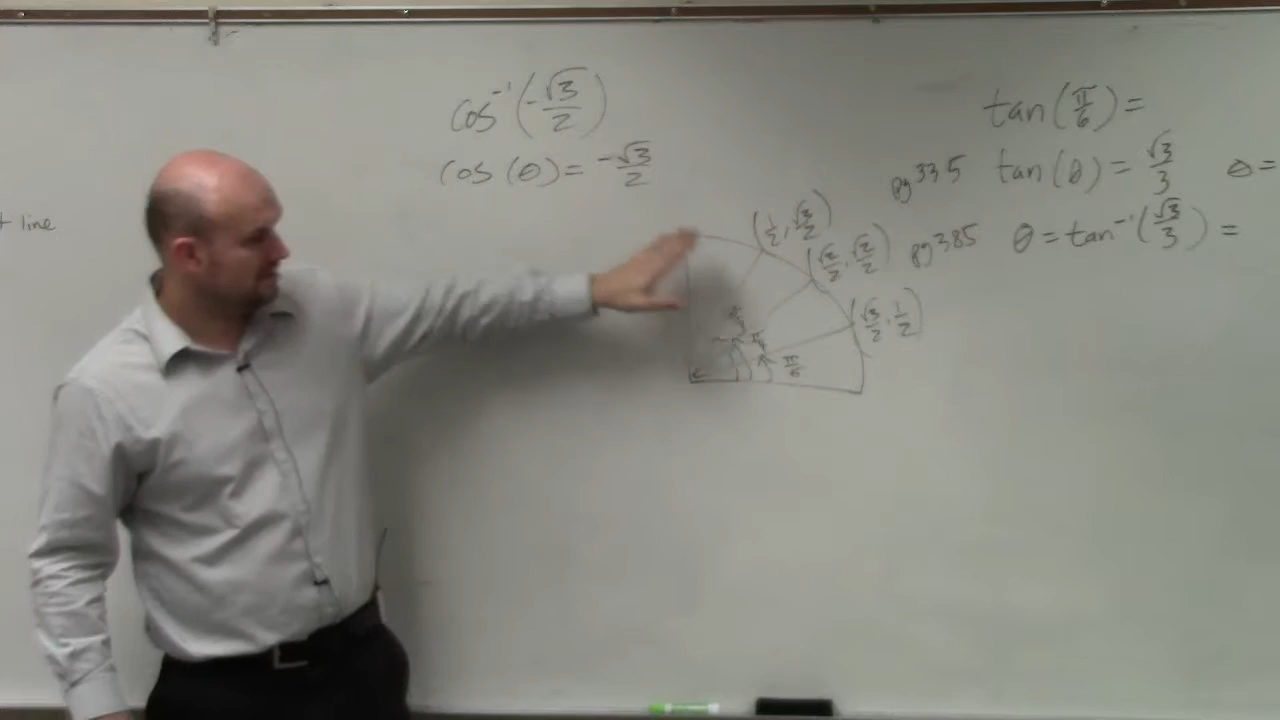 t line
cos⁻¹(-√3/2)
cos (θ) = -√3/2
(1/2, √3/2)
(√2/2, √2/2)
(√3/2, 1/2)
π/6
tan(π/6) =
pg 335 tan(θ) = √3/3 θ =
pg 385 θ = tan⁻¹(√3/3) =